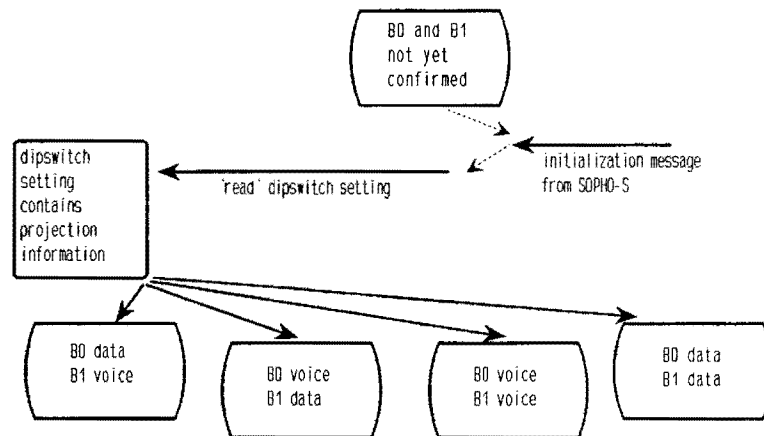 B0 and B1
not yet
confirmed
initialization message
from SOPHO-S
dipswitch
setting
contains
projection
information
'read' dipswitch setting
B0 data
B1 voice
B0 voice
B1 data
B0 voice
B1 voice
B0 data
B1 data